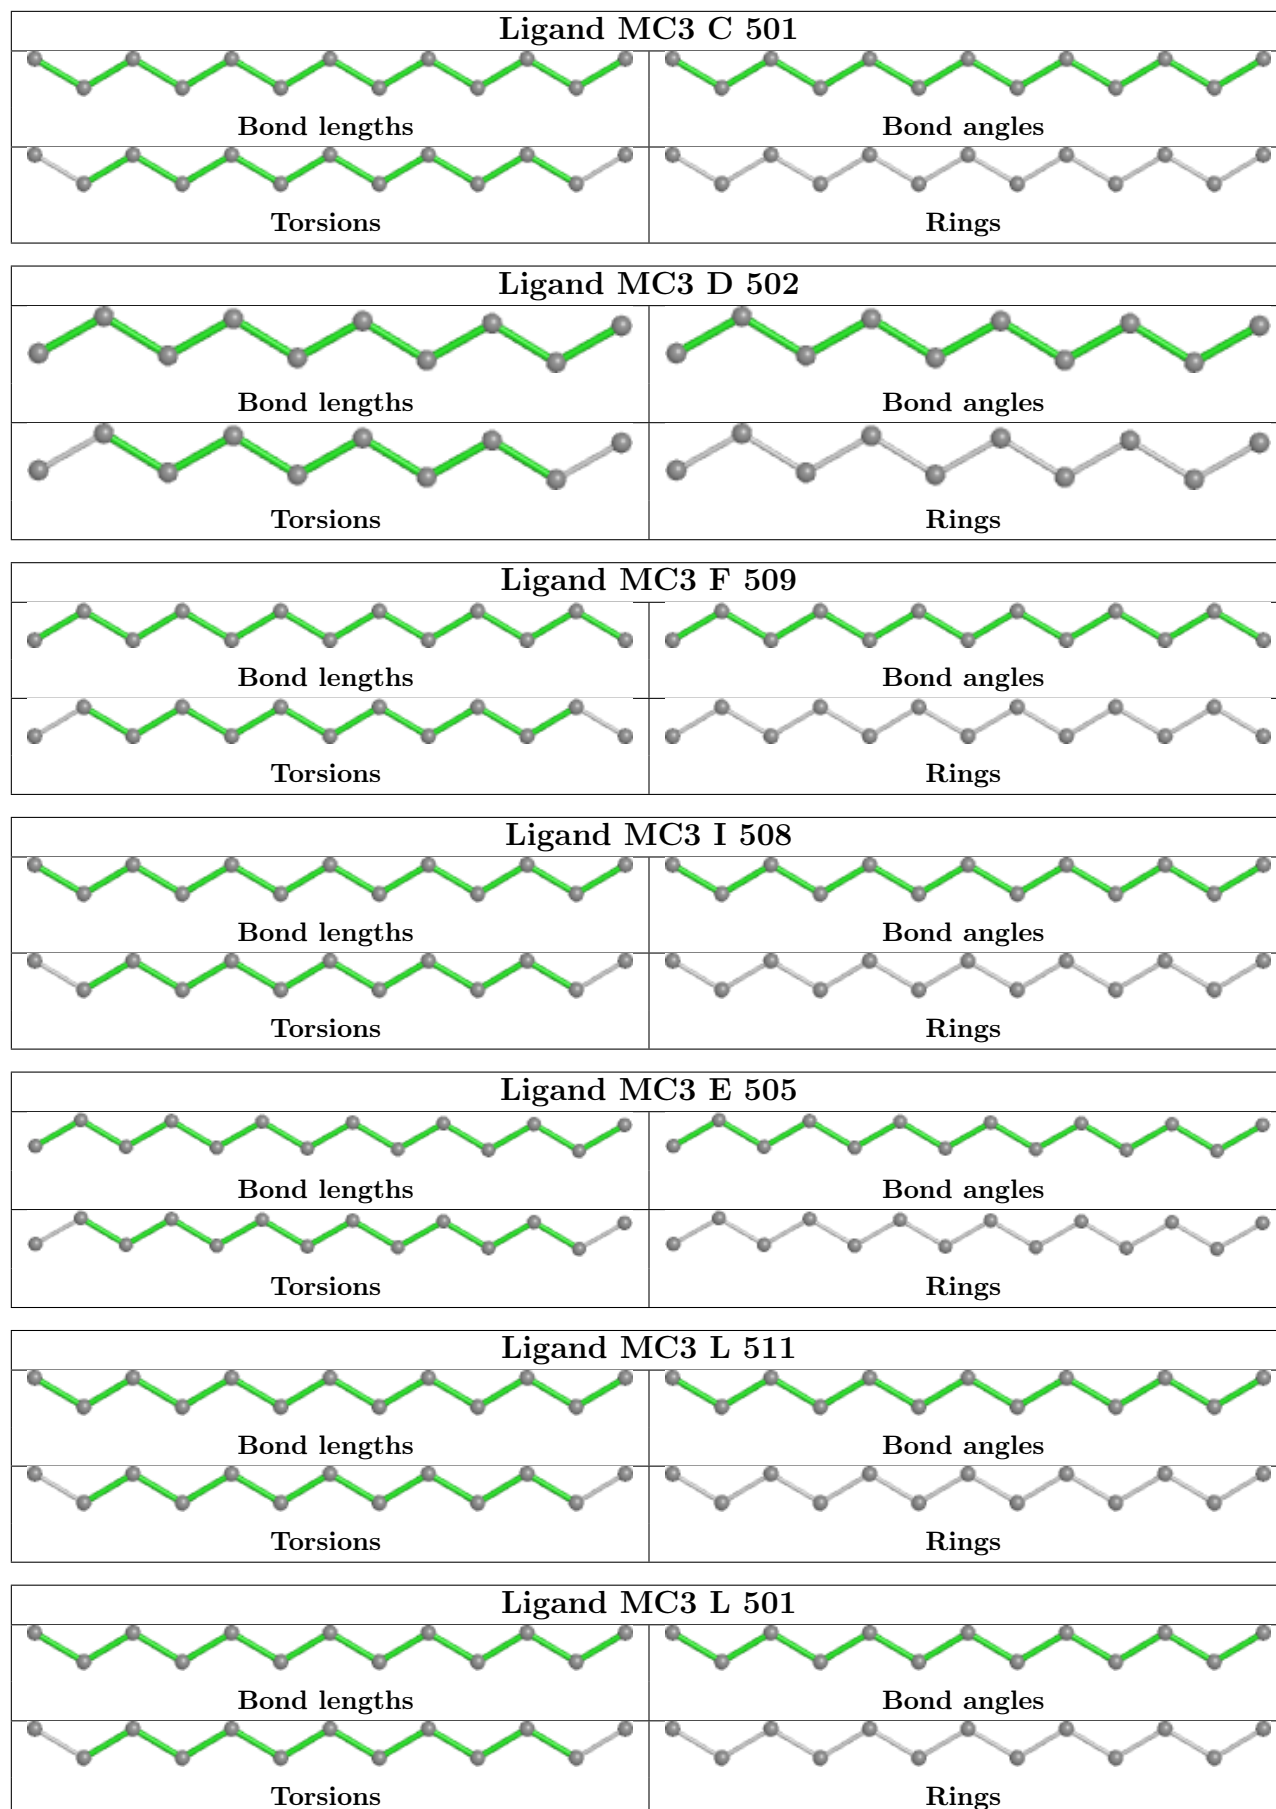 Ligand MC3 C 501
Bond lengths Bond angles
Torsions Rings
Ligand MC3 D 502
Bond lengths Bond angles
Torsions Rings
Ligand MC3 F 509
Bond lengths Bond angles
Torsions Rings
Ligand MC3 I 508
Bond lengths Bond angles
Torsions Rings
Ligand MC3 E 505
Bond lengths Bond angles
Torsions Rings
Ligand MC3 L 511
Bond lengths Bond angles
Torsions Rings
Ligand MC3 L 501
Bond lengths Bond angles
Torsions Rings